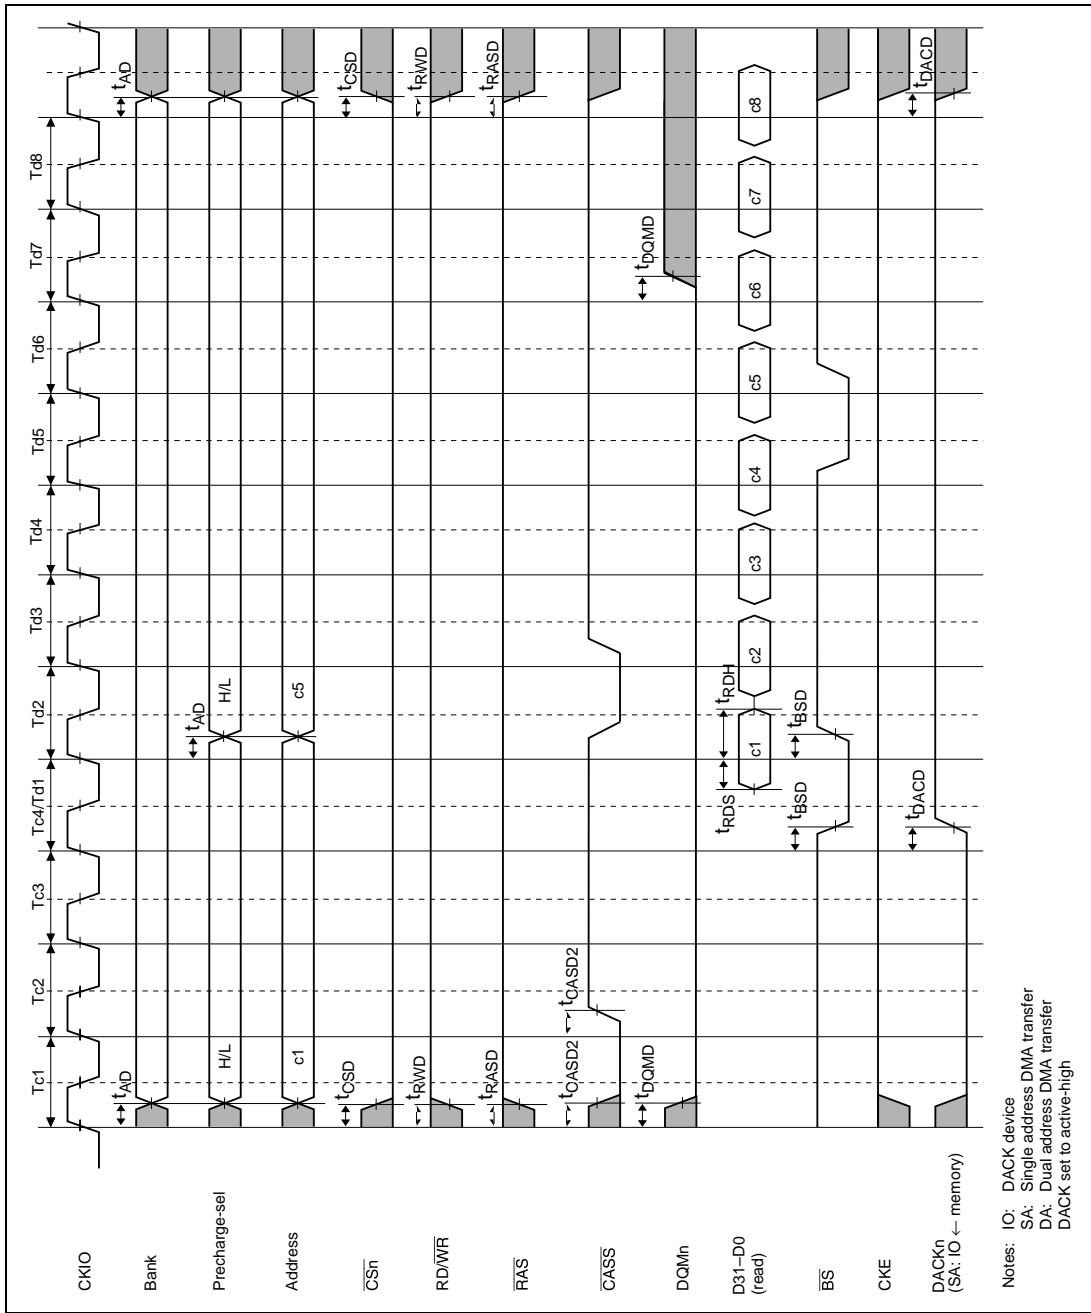 Tc1 Tc2 Tc3 Tc4/Td1 Td2 Td3 Td4 Td5 Td6 Td7 Td8
CKIO
tAD tAD
Bank
tAD
Precharge-sel H/L H/L
Address c1 c5
tCSD tCSD
CSn
tRWD tRWD
RD/WR
tRASD tRASD
RAS
tCASD2 tCASD2
CASS
tDQMD tDQMD
DQMn
tRDS tRDH
D31–D0
(read)
c1 c2 c3 c4 c5 c6 c7 c8
tBSD tBSD
BS
CKE
tDACD tDACD
DACKn
(SA: IO ← memory)
Notes: IO: DACK device
SA: Single address DMA transfer
DA: Dual address DMA transfer
DACK set to active-high